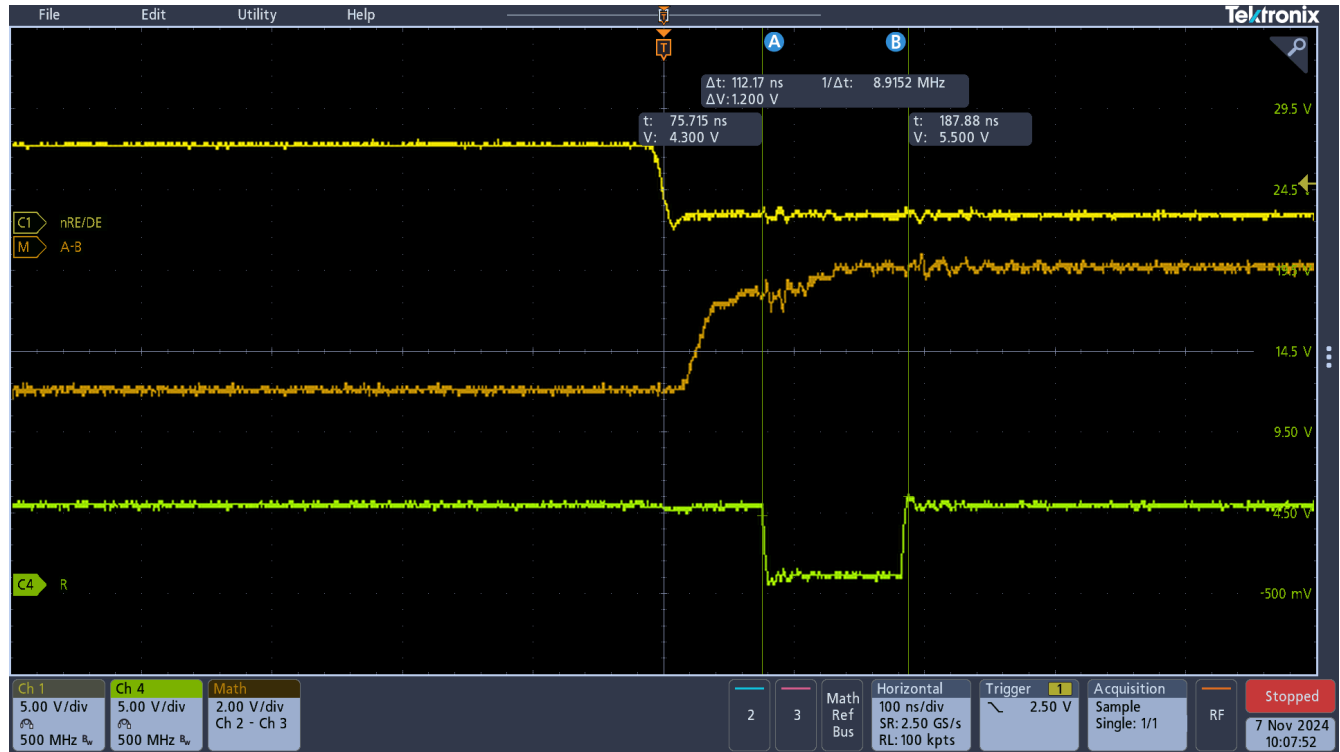 File Edit Utility Help Tektronix
T
T
A B
Δt: 112.17 ns 1/Δt: 8.9152 MHz
ΔV: 1.200 V
29.5 V
t: 75.715 ns
V: 4.300 V
t: 187.88 ns
V: 5.500 V
24.5
C1 nRE/DE
M A-B
19.5 V
14.5 V
9.50 V
4.50 V
C4 R
-500 mV
Ch 1
5.00 V/div
500 MHz Bw
Ch 4
5.00 V/div
500 MHz Bw
Math
2.00 V/div
Ch 2 - Ch 3
2
3
Math
Ref
Bus
Horizontal
100 ns/div
SR: 2.50 GS/s
RL: 100 kpts
Trigger 1
2.50 V
Acquisition
Sample
Single: 1/1
RF
Stopped
7 Nov 2024
10:07:52